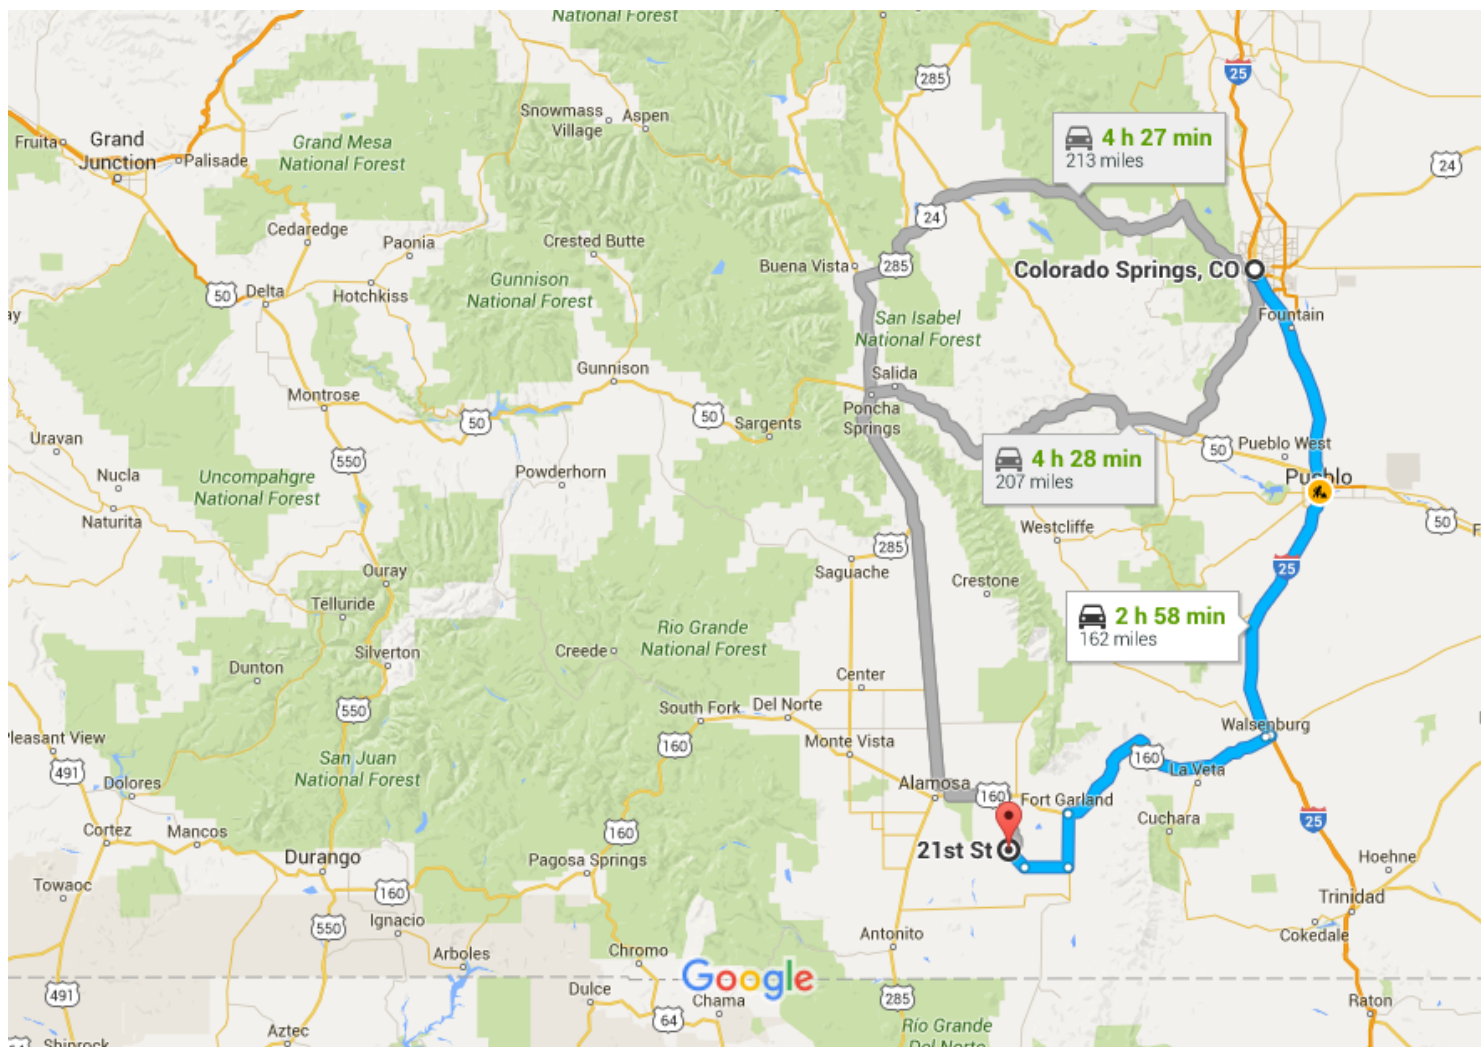 National Forest
285
25
Snowmass
Village
Aspen
Fruita
Grand
Junction
Palisade
Grand Mesa
National Forest
4 h 27 min
213 miles
24
Cedaredge
Paonia
Crested Butte
24
Buena Vista
285
Colorado Springs, CO
Gunnison
National Forest
50
Delta
Hotchkiss
ay
San Isabel
National Forest
Fountain
Gunnison
Salida
Montrose
Poncha
Springs
50
50
Sargents
Uravan
550
4 h 28 min
207 miles
50
Pueblo West
Pueblo
Nucla
Uncompahgre
National Forest
Powderhorn
Naturita
Westcliffe
50
F
285
Saguache
Ouray
25
Crestone
Telluride
2 h 58 min
162 miles
Rio Grande
National Forest
Silverton
Creede
Dunton
Center
550
South Fork
Del Norte
Walsenburg
Pleasant View
160
Monte Vista
160
La Veta
San Juan
National Forest
491
Dolores
Alamosa
160
Fort Garland
Cuchara
25
Cortez
Mancos
160
21st St
Durango
Pagosa Springs
Hoehne
Towaoc
160
Trinidad
Ignacio
550
Antonito
Cokedale
Arboles
Chromo
Google
491
Dulce
Chama
285
Raton
64
Aztec
Rio Grande
Del Norte
64
Shiprock